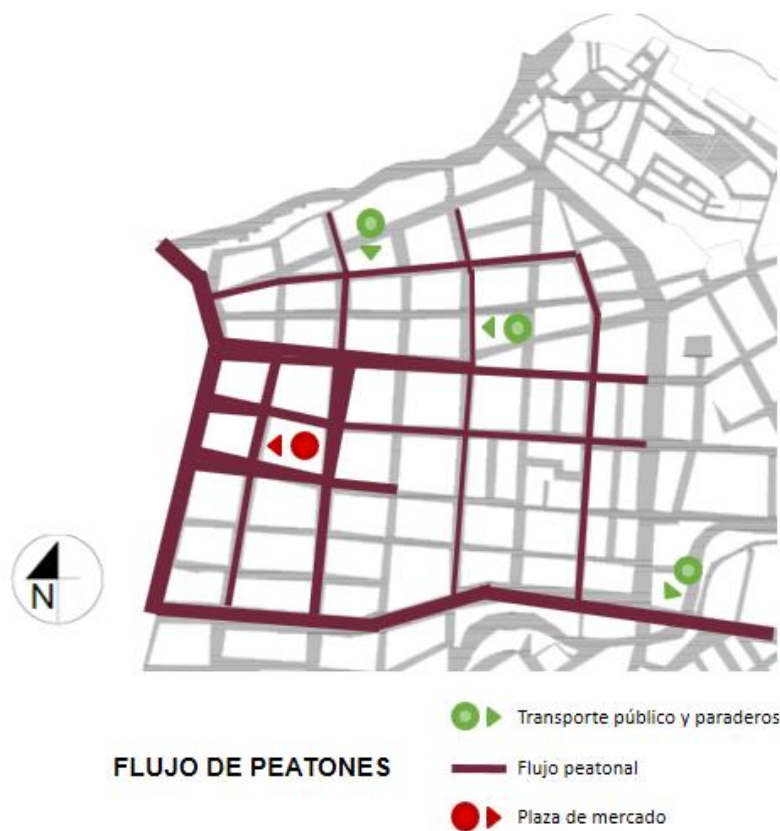 N
Transporte público y paraderos
FLUJO DE PEATONES
Flujo peatonal
Plaza de mercado